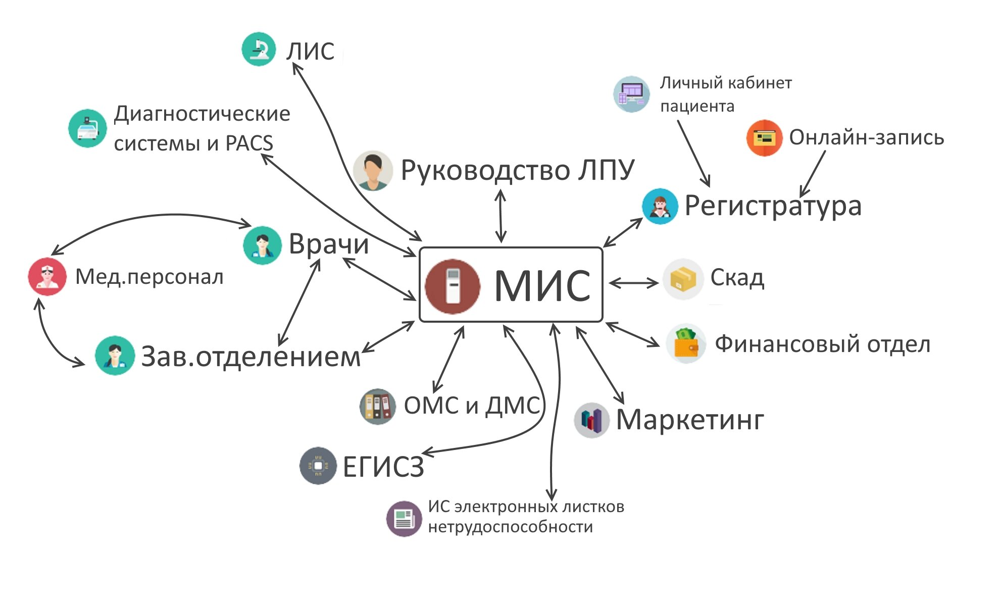 ЛИС
Личный кабинет
пациента
Диагностические
системы и PACS
Онлайн-запись
Руководство ЛПУ
Регистратура
Врачи
Мед.персонал
МИС
Скад
Зав.отделением
Финансовый отдел
ОМС и ДМС
Маркетинг
ЕГИСЗ
ИС электронных листков
нетрудоспособности